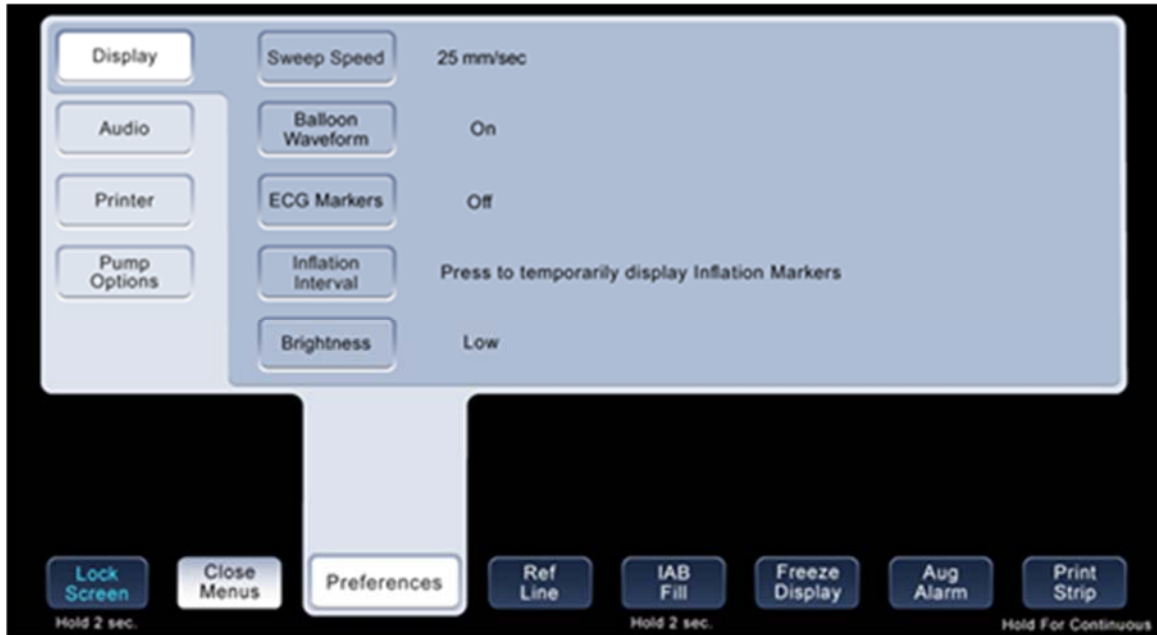 Display
Sweep Speed
25 mm/sec
Audio
Balloon
Waveform
On
Printer
ECG Markers
Off
Pump
Options
Inflation
Interval
Press to temporarily display Inflation Markers
Brightness
Low
Lock
Screen
Hold 2 sec.
Close
Menus
Preferences
Ref
Line
IAB
Fill
Hold 2 sec.
Freeze
Display
Aug
Alarm
Print
Strip
Hold For Continuous